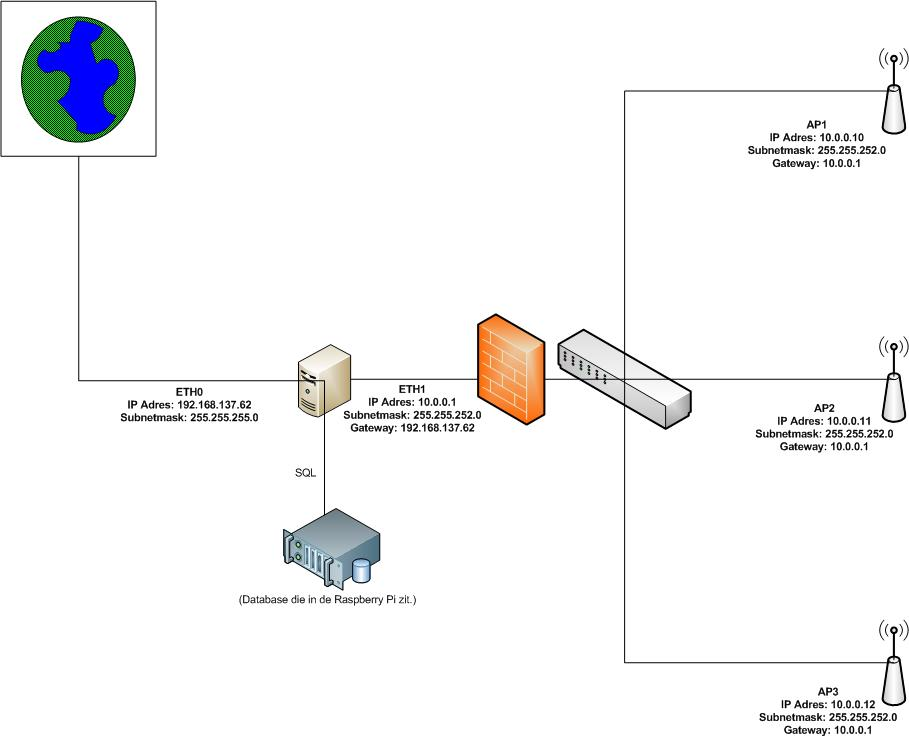 AP1
IP Adres: 10.0.0.10
Subnetmask: 255.255.252.0
Gateway: 10.0.0.1
ETH0
IP Adres: 192.168.137.62
Subnetmask: 255.255.255.0
ETH1
IP Adres: 10.0.0.1
Subnetmask: 255.255.252.0
Gateway: 192.168.137.62
AP2
IP Adres: 10.0.0.11
Subnetmask: 255.255.252.0
Gateway: 10.0.0.1
SQL
(Database die in de Raspberry Pi zit.)
AP3
IP Adres: 10.0.0.12
Subnetmask: 255.255.252.0
Gateway: 10.0.0.1